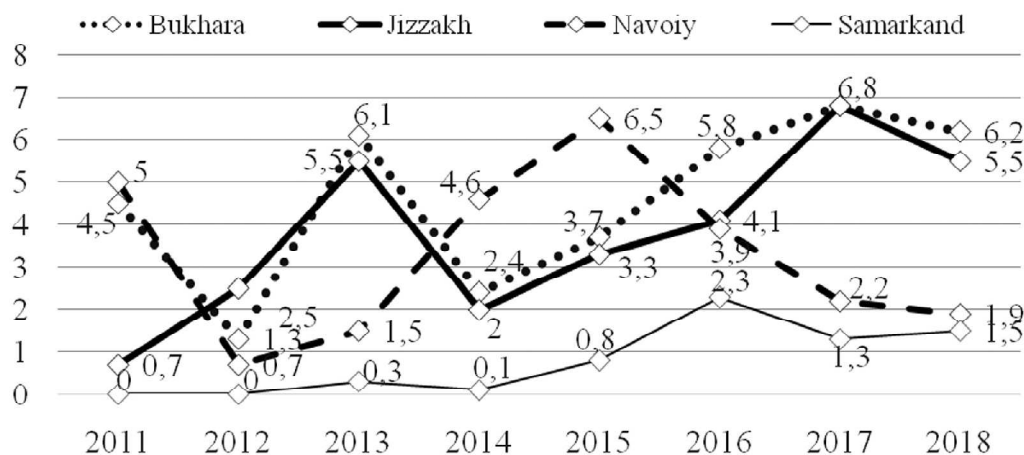 Bukhara Jizzakh Navoiy Samarkand
8
7 6,8
6 6,1 6,5 5,8 6,2
5 5 5,5 4,6 5,5
4 4,5 3,7 4,1
3 2,4 3,3 3,9
2 2,5 2 2,3 2,2 1,9
1 1,3 1,5 0,8 1,5
0,7 0,7 0,3 0,1 1,3
0 0 0
2011 2012 2013 2014 2015 2016 2017 2018